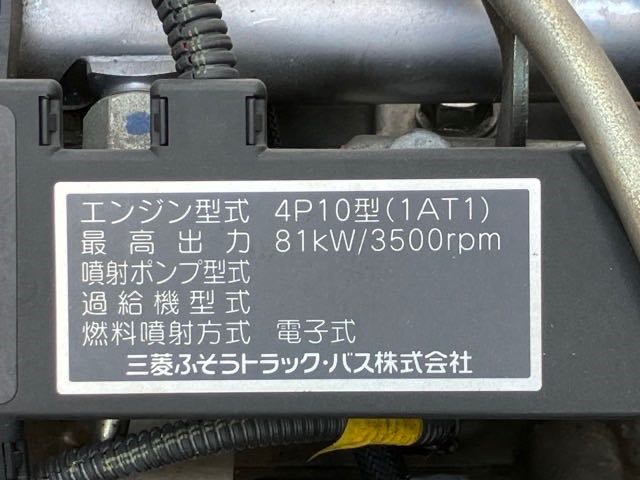 エンジン型式 4P10型(1AT1)
最高出力 81kW/3500rpm
噴射ポンプ型式
過給機型式
燃料噴射方式 電子式
三菱ふそうトラック・バス株式会社